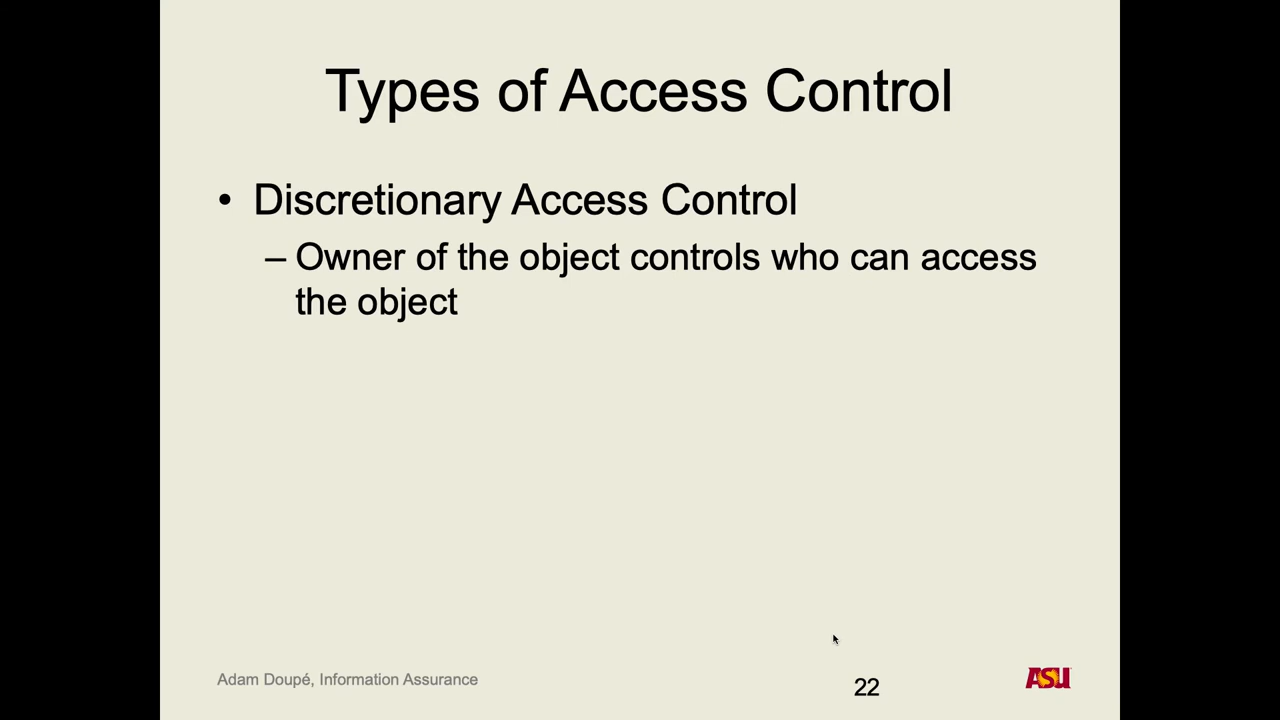 Types of Access Control
• Discretionary Access Control
– Owner of the object controls who can access
the object
Adam Doupé, Information Assurance
22
ASU